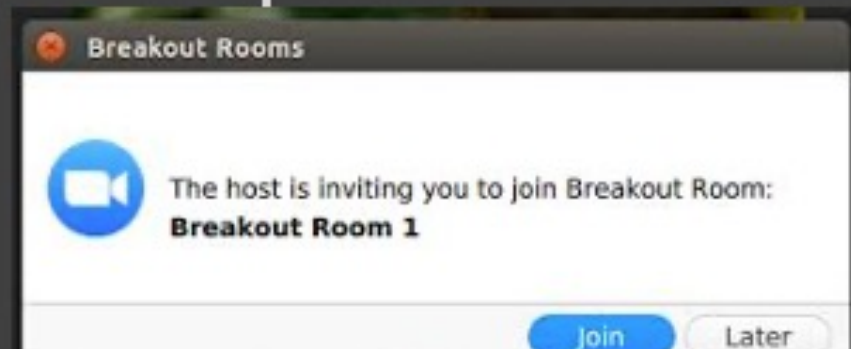 Breakout Rooms
The host is inviting you to join Breakout Room:
Breakout Room 1
Join Later